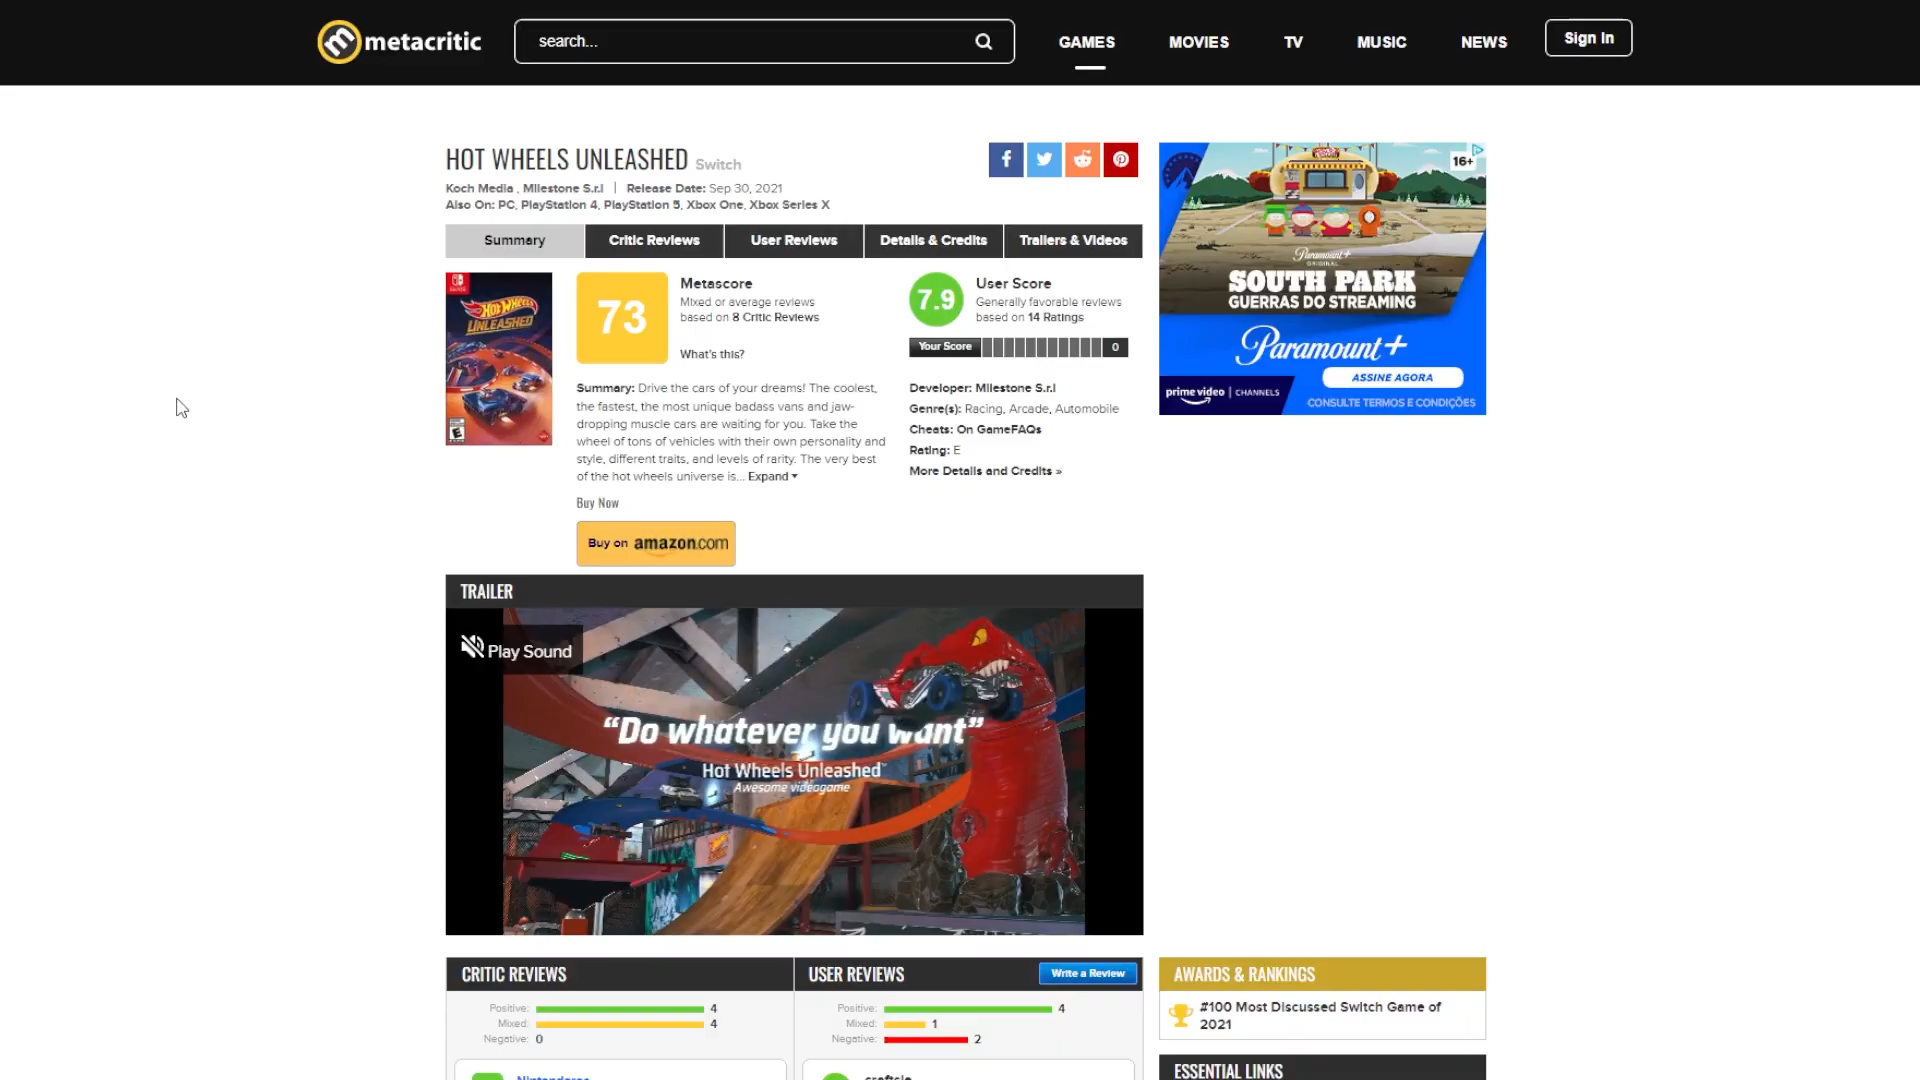 metacritic
search...
GAMES
MOVIES
TV
MUSIC
NEWS
Sign In
HOT WHEELS UNLEASHED Switch
Koch Media , Milestone S.r.l | Release Date: Sep 30, 2021
Also On: PC, PlayStation 4, PlayStation 5, Xbox One, Xbox Series X
Summary
Critic Reviews
User Reviews
Details & Credits
Trailers & Videos
HOT WHEELS
UNLEASHED
73
Metascore
Mixed or average reviews
based on 8 Critic Reviews
What's this?
Summary: Drive the cars of your dreams! The coolest,
the fastest, the most unique badass vans and jaw-
dropping muscle cars are waiting for you. Take the
wheel of tons of vehicles with their own personality and
style, different traits, and levels of rarity. The very best
of the hot wheels universe is... Expand
Buy Now
Buy on amazon.com
7.9
User Score
Generally favorable reviews
based on 14 Ratings
Your Score
0
Developer: Milestone S.r.l
Genre(s): Racing, Arcade, Automobile
Cheats: On GameFAQs
Rating: E
More Details and Credits »
16+
Paramount+
ORIGINAL
SOUTH PARK
GUERRAS DO STREAMING
Paramount+
ASSINE AGORA
prime video | CHANNELS
CONSULTE TERMOS E CONDIÇÕES
TRAILER
Play Sound
"Do whatever you want"
Hot Wheels Unleashed™
Awesome videogame
CRITIC REVIEWS
Positive: 4
Mixed: 4
Negative: 0
USER REVIEWS
Write a Review
Positive: 4
Mixed: 1
Negative: 2
AWARDS & RANKINGS
#100 Most Discussed Switch Game of
2021
ESSENTIAL LINKS